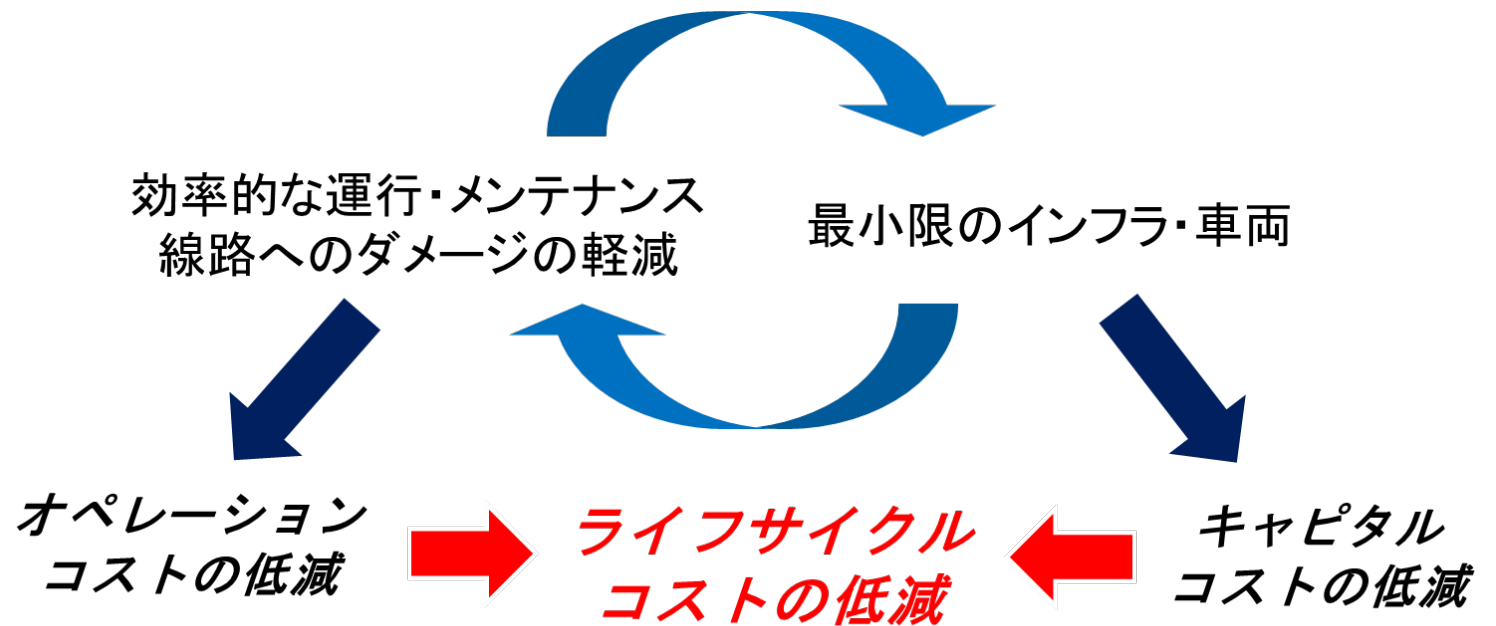 効率的な運行・メンテナンス
線路へのダメージの軽減
最小限のインフラ・車両
オペレーション
コストの低減
ライフサイクル
コストの低減
キャピタル
コストの低減